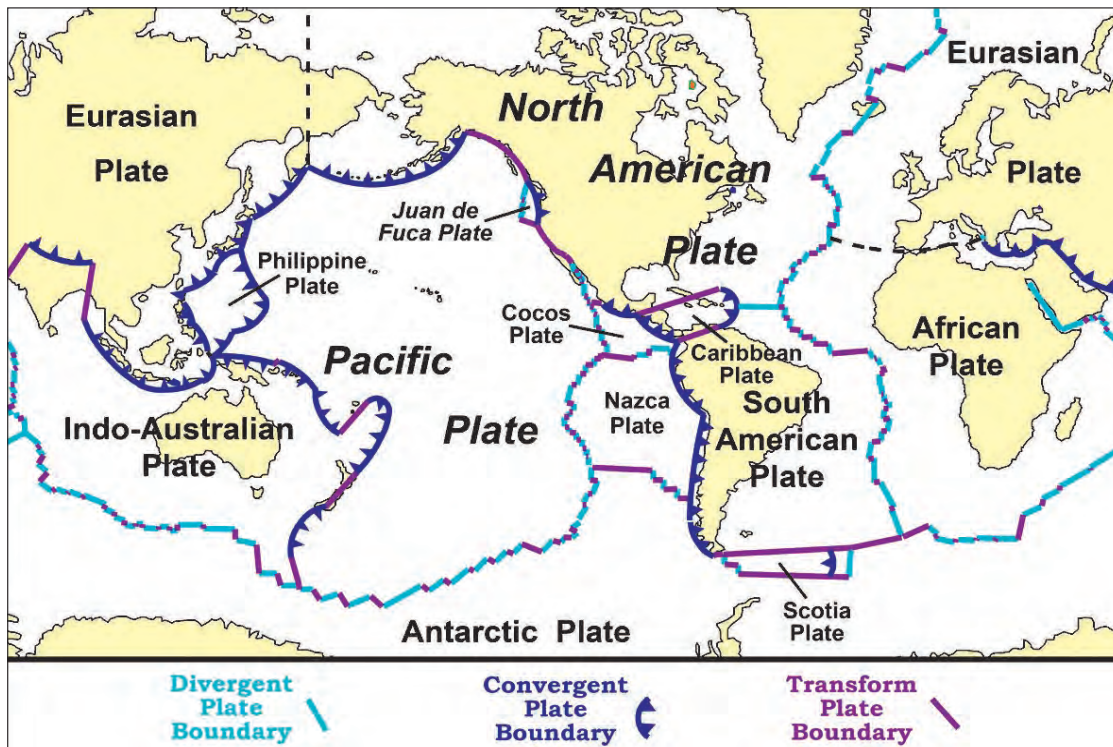 Eurasian
Plate
North
American
Plate
Eurasian
Plate
Juan de
Fuca Plate
Philippine
Plate
Cocos
Plate
Caribbean
Plate
African
Plate
Pacific
Plate
Nazca
Plate
South
American
Plate
Indo-Australian
Plate
Scotia
Plate
Antarctic Plate
Divergent
Plate
Boundary
Convergent
Plate
Boundary
Transform
Plate
Boundary